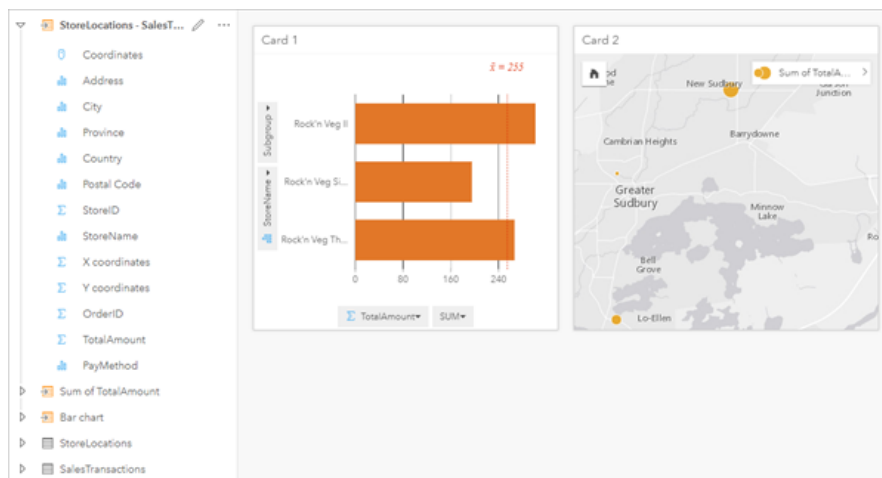 StoreLocations - SalesT...
Coordinates
Address
City
Province
Country
Postal Code
StoreID
StoreName
X coordinates
Y coordinates
OrderID
TotalAmount
PayMethod
Sum of TotalAmount
Bar chart
StoreLocations
SalesTransactions
Card 1
x̄ = 255
Subgroup
StoreName
Rock'n Veg II
Rock'n Veg Si...
Rock'n Veg Th...
0 80 160 240
TotalAmount
SUM
Card 2
Sum of TotalA...
New Sudbury
Junction
Cambrian Heights
Barrydowne
Greater
Sudbury
Minnow
Lake
Ro
Bell
Grove
Lo-Ellen